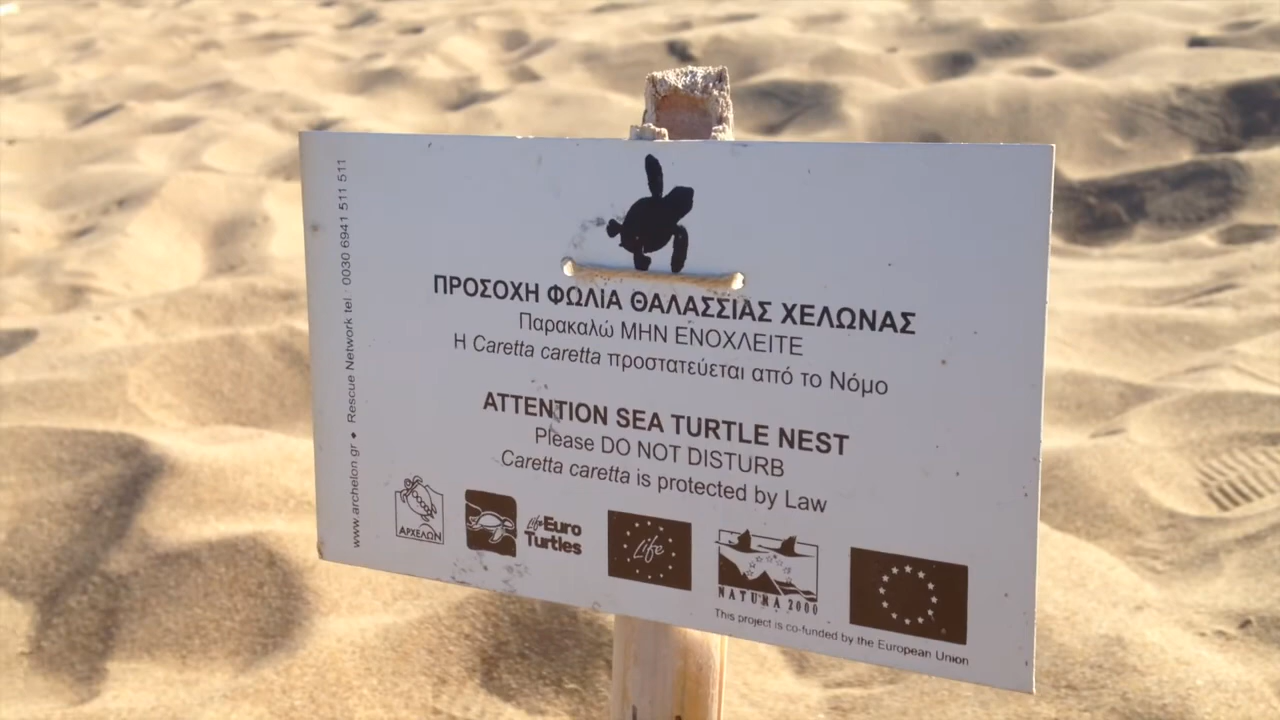 ΠΡΟΣΟΧΗ ΦΩΛΙΑ ΘΑΛΑΣΣΙΑΣ ΧΕΛΩΝΑΣ
Παρακαλώ ΜΗΝ ΕΝΟΧΛΕΙΤΕ
Η Caretta caretta προστατεύεται από το Νόμο
ATTENTION SEA TURTLE NEST
Please DO NOT DISTURB
Caretta caretta is protected by Law
www.archelon.gr ♦ Rescue Network tel : 0030 6941 511 511
ΑΡΧΕΛΩΝ
Life Euro
Turtles
Life
NATURA 2000
This project is co-funded by the European Union